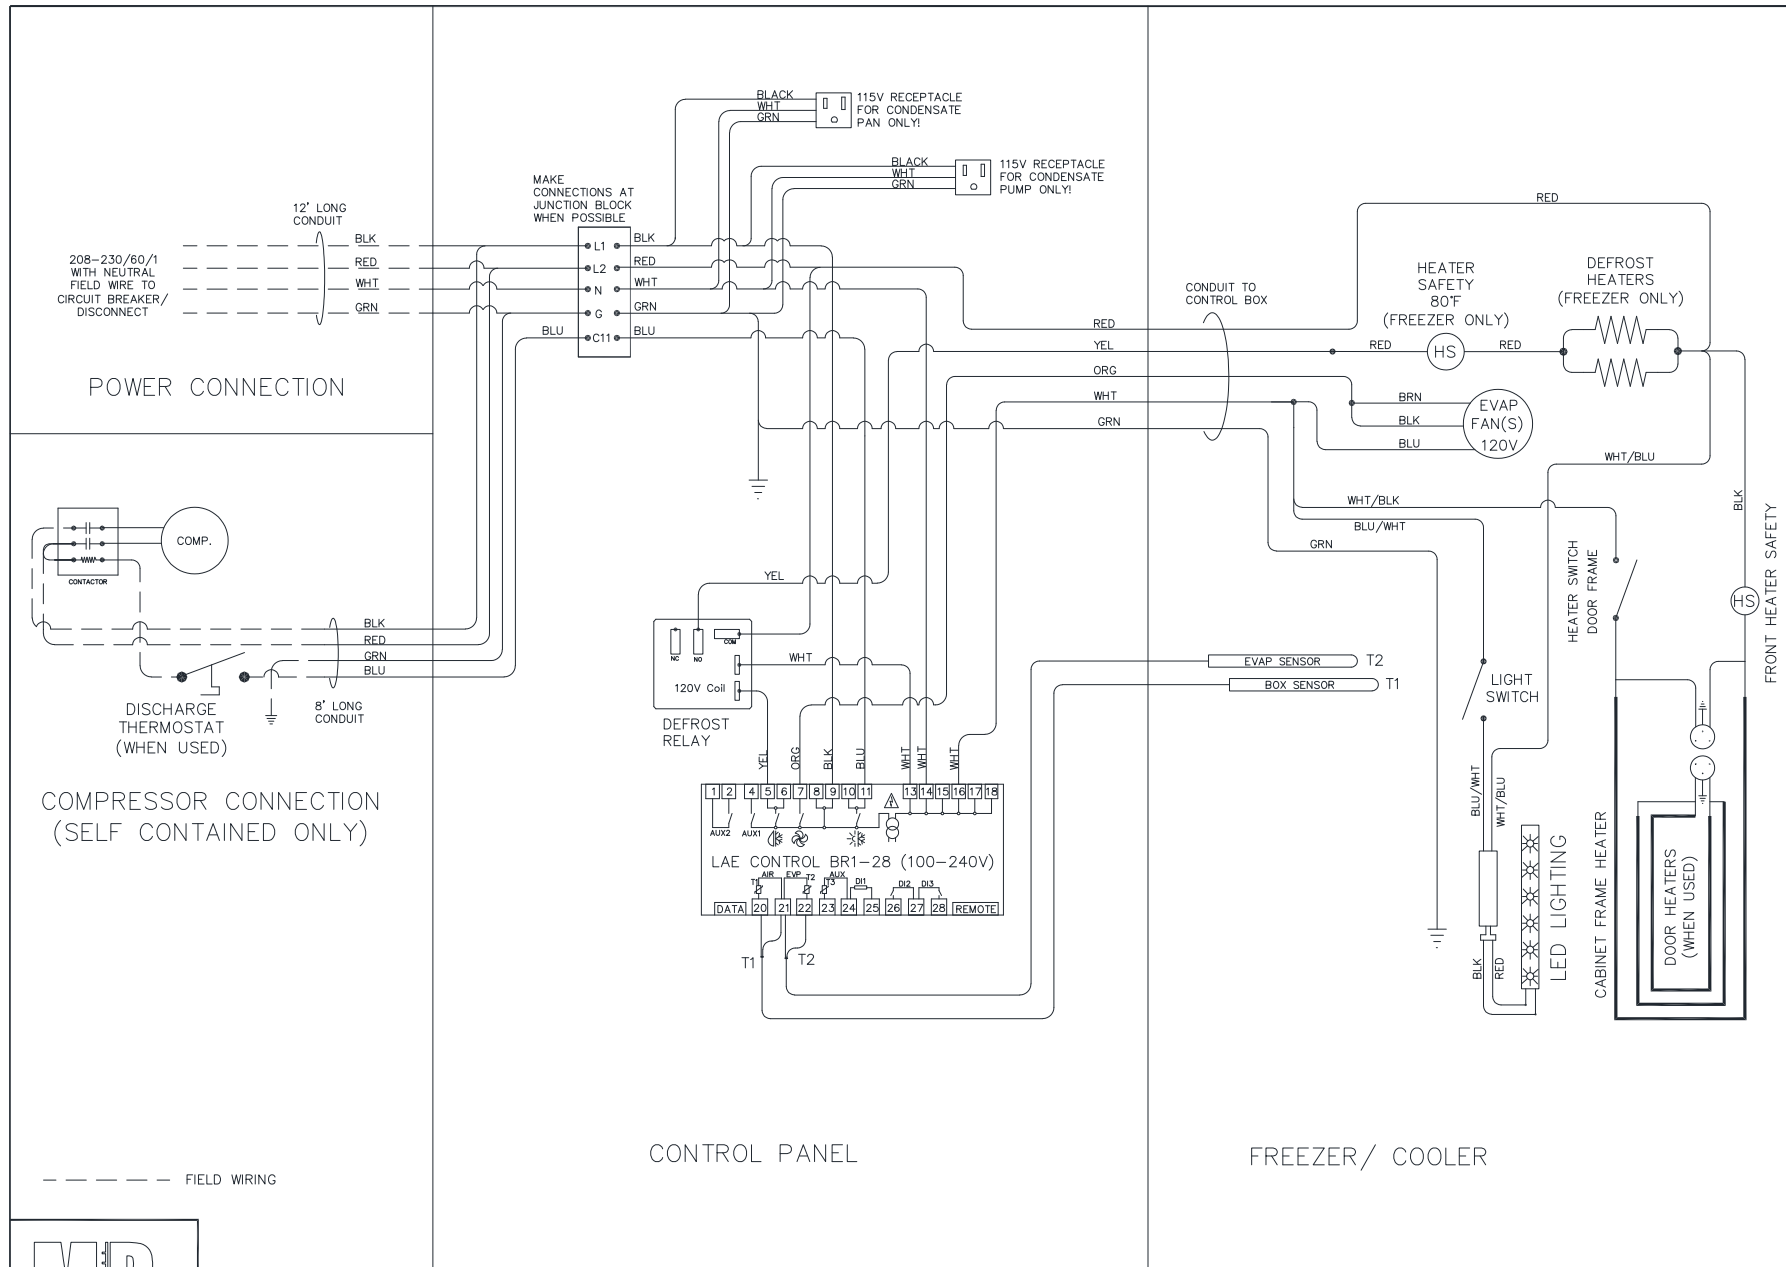 BLACK
WHT
GRN
115V RECEPTACLE
FOR CONDENSATE
PAN ONLY!
BLACK
WHT
GRN
115V RECEPTACLE
FOR CONDENSATE
PUMP ONLY!
MAKE
CONNECTIONS AT
JUNCTION BLOCK
WHEN POSSIBLE
12' LONG
CONDUIT
208-230/60/1
WITH NEUTRAL
FIELD WIRE TO
CIRCUIT BREAKER/
DISCONNECT
BLK
RED
WHT
GRN
BLU
L1
L2
N
G
C11
BLK
RED
WHT
GRN
BLU
POWER CONNECTION
CONDUIT TO
CONTROL BOX
RED
YEL
ORG
WHT
GRN
RED
HEATER
SAFETY
80°F
(FREEZER ONLY)
DEFROST
HEATERS
(FREEZER ONLY)
RED
HS
RED
BRN
BLK
BLU
EVAP
FAN(S)
120V
WHT/BLU
WHT/BLK
BLU/WHT
GRN
BLK
HEATER SWITCH
DOOR FRAME
HS
FRONT HEATER SAFETY
COMP.
CONTACTOR
BLK
RED
GRN
BLU
8' LONG
CONDUIT
DISCHARGE
THERMOSTAT
(WHEN USED)
COMPRESSOR CONNECTION
(SELF CONTAINED ONLY)
YEL
NC
NO
COM
WHT
120V Coil
DEFROST
RELAY
YEL
ORG
BLK
BLU
WHT
WHT
WHT
1 2 4 5 6 7 8 9 10 11 13 14 15 16 17 18
AUX2
AUX1
LAE CONTROL BR1-28 (100-240V)
T1
AIR
EVP
T2
T3
AUX
DI1
DI2
DI3
DATA 20 21 22 23 24 25 26 27 28 REMOTE
T1
T2
EVAP SENSOR T2
BOX SENSOR T1
LIGHT
SWITCH
BLU/WHT
WHT/BLU
BLK
RED
LED LIGHTING
CABINET FRAME HEATER
DOOR HEATERS
(WHEN USED)
CONTROL PANEL
FREEZER/ COOLER
FIELD WIRING